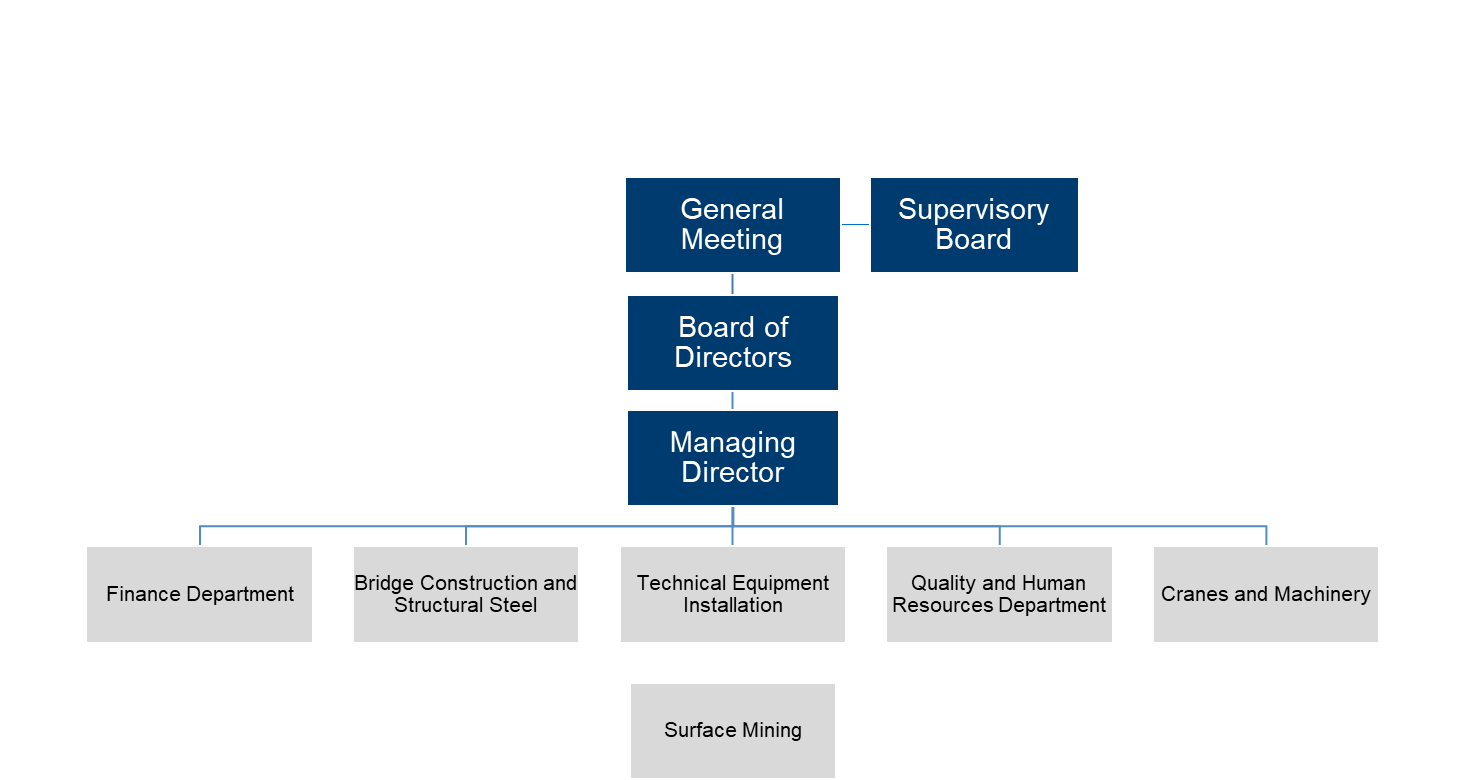 General
Meeting
Supervisory
Board
Board of
Directors
Managing
Director
Finance Department
Bridge Construction and
Structural Steel
Technical Equipment
Installation
Quality and Human
Resources Department
Cranes and Machinery
Surface Mining